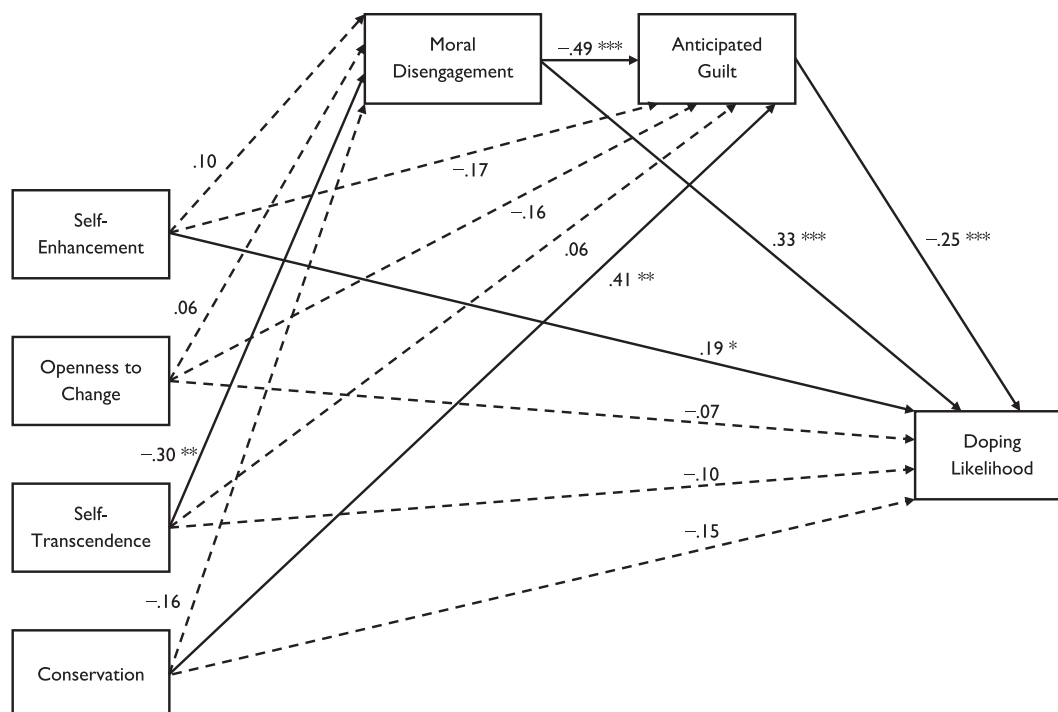 Moral
Disengagement
−.49 ***
Anticipated
Guilt
.10
−.17
Self-
Enhancement
−.16
.33 ***
−.25 ***
.06
.41 **
.06
.19 *
Openness to
Change
−.07
Doping
Likelihood
−.30 **
−.10
Self-
Transcendence
−.15
−.16
Conservation